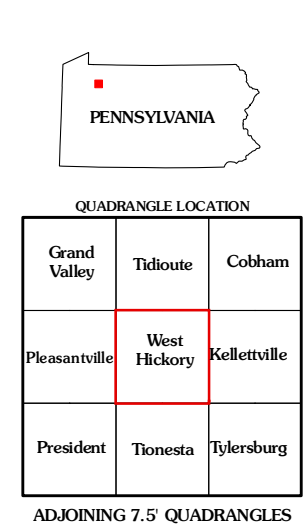 PENNSYLVANIA
QUADRANGLE LOCATION
Grand
Valley
Tidioute
Cobham
Pleasantville
West
Hickory
Kellettville
President
Tionesta
Tylersburg
ADJOINING 7.5' QUADRANGLES